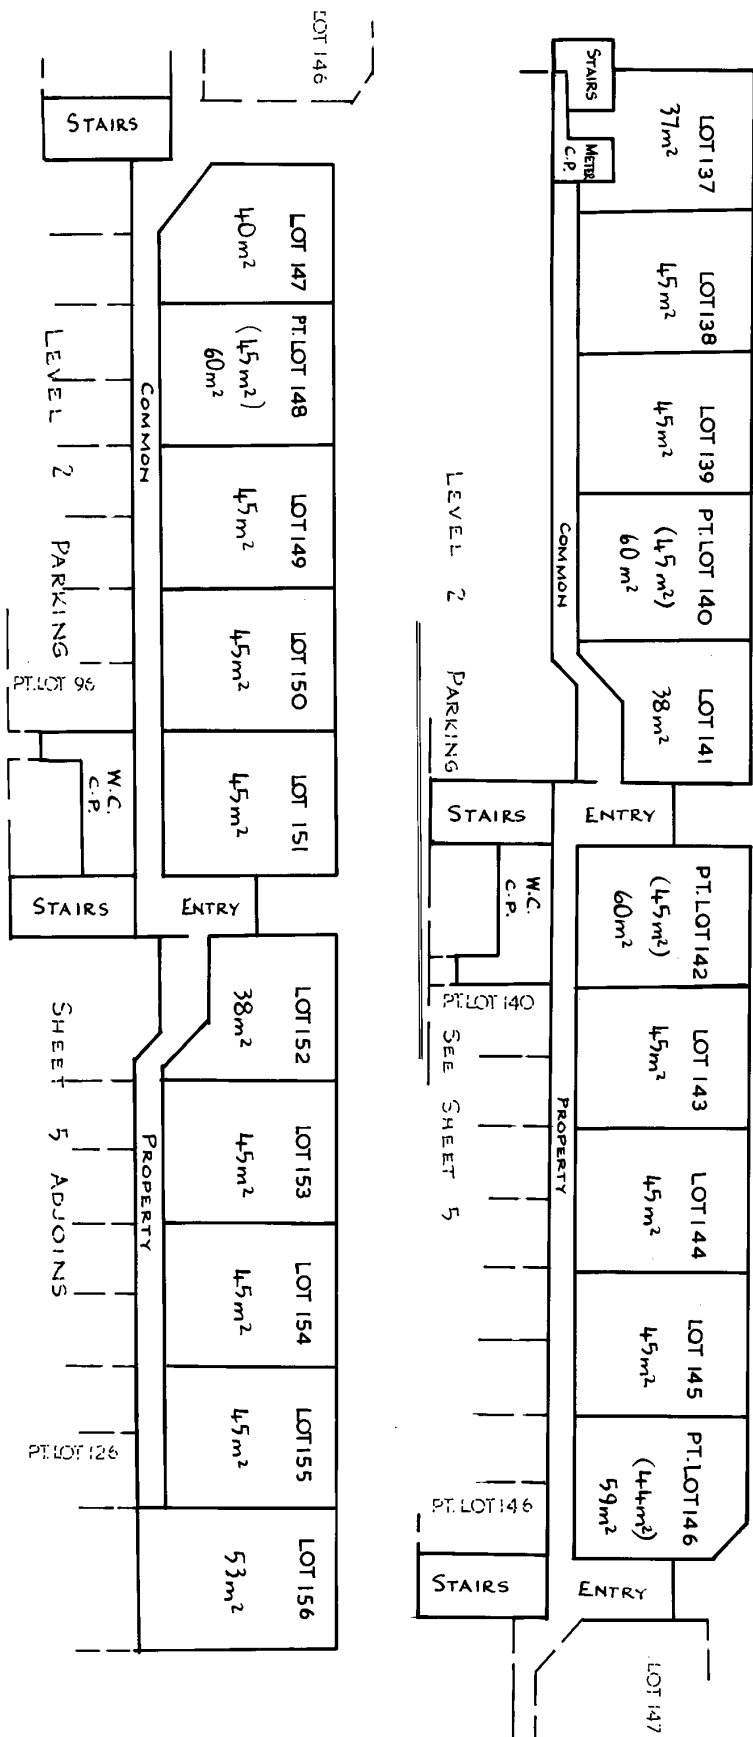 STAIRS
METER
C.P.
LOT 137
37m²
LOT 138
45m²
LOT 139
45m²
PT. LOT 140
(45m²)
60m²
LOT 141
38m²
COMMON
LEVEL 2 PARKING
STAIRS
ENTRY
W.C.
C.P.
PT.LOT 140
PT.LOT 142
(45m²)
60m²
LOT 143
45m²
LOT 144
45m²
LOT 145
45m²
PT.LOT 146
(44m²)
59m²
PROPERTY
SEE SHEET 5
PT.LOT 146
STAIRS
ENTRY
LOT 147
LOT 146
STAIRS
LOT 147
40m²
PT.LOT 148
(45m²)
60m²
LOT 149
45m²
LOT 150
45m²
LOT 151
45m²
COMMON
LEVEL 2 PARKING
PT.LOT 96
W.C.
C.P.
STAIRS
ENTRY
LOT 152
38m²
LOT 153
45m²
LOT 154
45m²
LOT 155
45m²
LOT 156
53m²
PROPERTY
SHEET 5 ADJOINS
PT.LOT 126